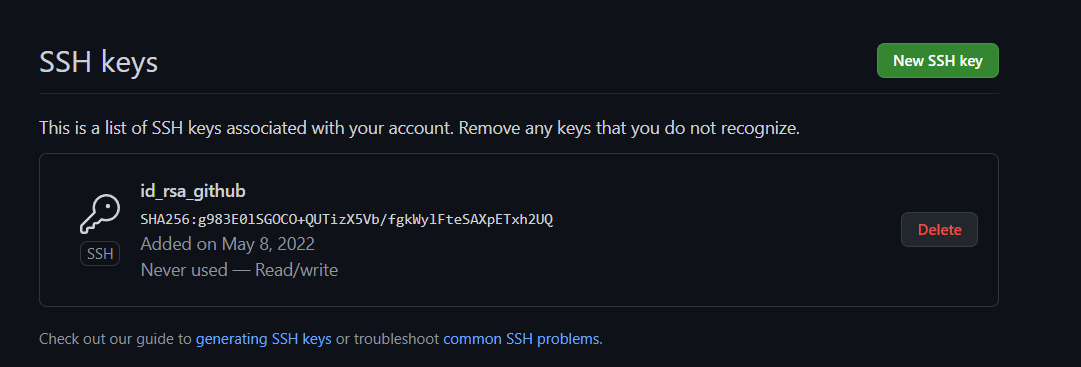 SSH keys
New SSH key
This is a list of SSH keys associated with your account. Remove any keys that you do not recognize.
id_rsa_github
SHA256:g983E0lSGOCO+QUTizX5Vb/fgkWylFteSAXpETxh2UQ
Added on May 8, 2022
Never used — Read/write
SSH
Delete
Check out our guide to generating SSH keys or troubleshoot common SSH problems.